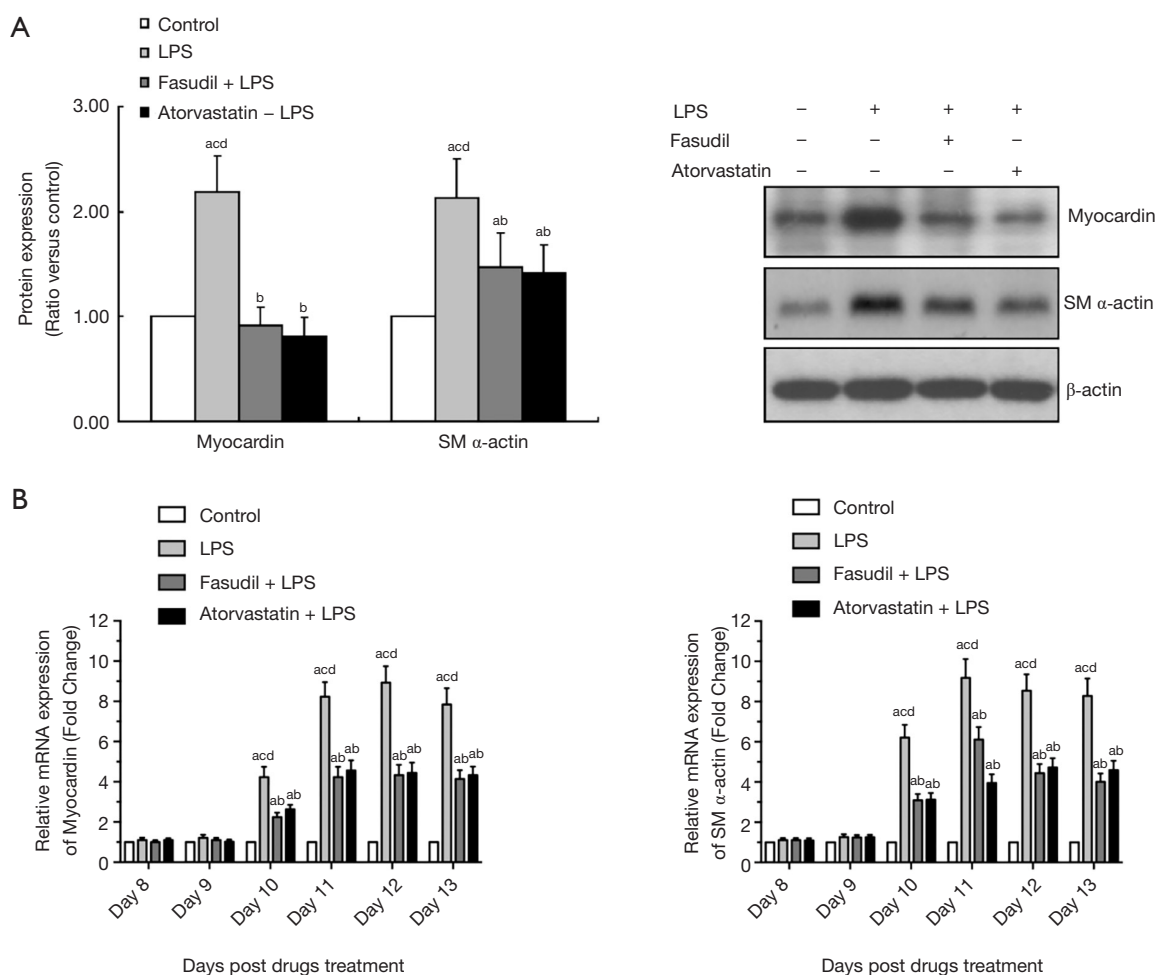 A
Control
LPS
Fasudil + LPS
Atorvastatin – LPS
3.00
2.00
1.00
0.00
Protein expression
(Ratio versus control)
acd
b
b
acd
ab
ab
Myocardin
SM α-actin
LPS – + + +
Fasudil – – + –
Atorvastatin – – – +
Myocardin
SM α-actin
β-actin
B
Control
LPS
Fasudil + LPS
Atorvastatin + LPS
12
10
8
6
4
2
0
Relative mRNA expression
of Myocardin (Fold Change)
acd
ab
ab
acd
ab
ab
acd
ab
ab
acd
ab
ab
Day 8
Day 9
Day 10
Day 11
Day 12
Day 13
Days post drugs treatment
Control
LPS
Fasudil + LPS
Atorvastatin + LPS
12
10
8
6
4
2
0
Relative mRNA expression
of SM α-actin (Fold Change)
acd
ab
ab
acd
ab
ab
acd
ab
ab
acd
ab
ab
Day 8
Day 9
Day 10
Day 11
Day 12
Day 13
Days post drugs treatment